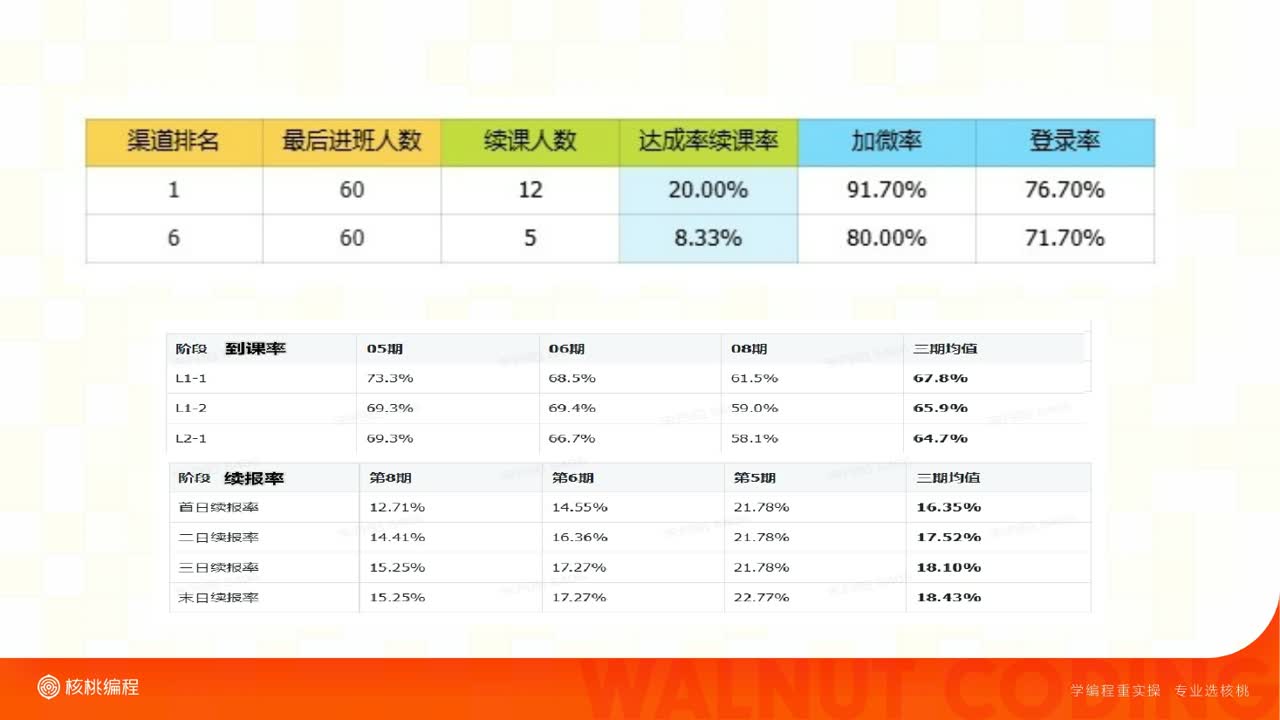 渠道排名 最后进班人数 续课人数 达成率续课率 加微率 登录率
1 60 12 20.00% 91.70% 76.70%
6 60 5 8.33% 80.00% 71.70%
阶段 到课率 05期 06期 08期 三期均值
L1-1 73.3% 68.5% 61.5% 67.8%
L1-2 69.3% 69.4% 59.0% 65.9%
L2-1 69.3% 66.7% 58.1% 64.7%
阶段 续报率 第8期 第6期 第5期 三期均值
首日续报率 12.71% 14.55% 21.78% 16.35%
二日续报率 14.41% 16.36% 21.78% 17.52%
三日续报率 15.25% 17.27% 21.78% 18.10%
末日续报率 15.25% 17.27% 22.77% 18.43%
WALNUT CODING
核桃编程
学编程重实操 专业选核桃